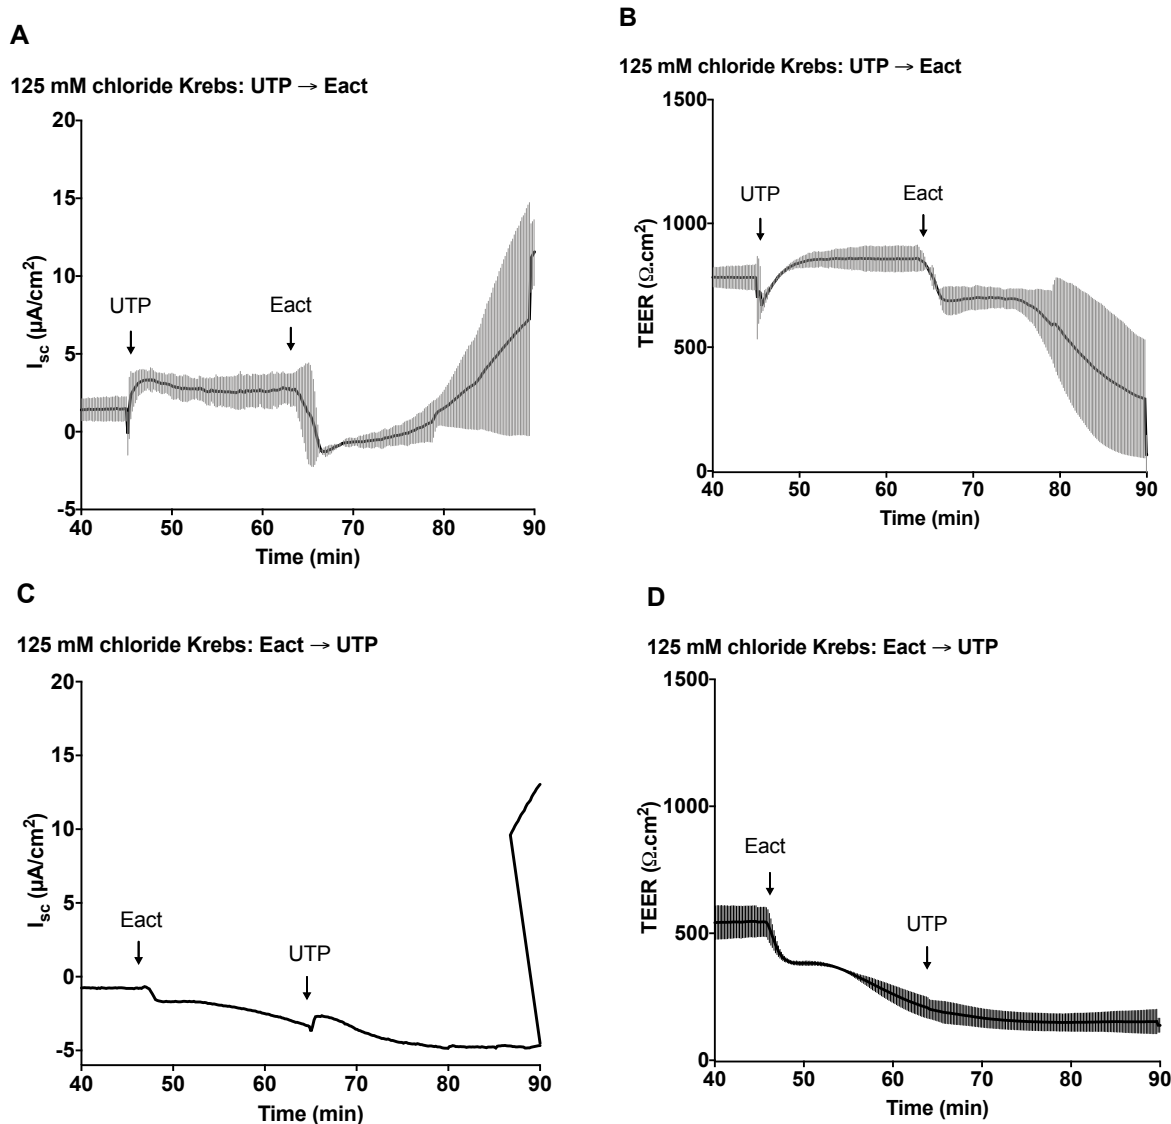 A
125 mM chloride Krebs: UTP → Eact
20
15
10
5
0
-5
Isc (µA/cm²)
UTP
Eact
40 50 60 70 80 90
Time (min)
B
125 mM chloride Krebs: UTP → Eact
1500
1000
500
0
TEER (Ω.cm²)
UTP
Eact
40 50 60 70 80 90
Time (min)
C
125 mM chloride Krebs: Eact → UTP
20
15
10
5
0
-5
Isc (µA/cm²)
Eact
UTP
40 50 60 70 80 90
Time (min)
D
125 mM chloride Krebs: Eact → UTP
1500
1000
500
0
TEER (Ω.cm²)
Eact
UTP
40 50 60 70 80 90
Time (min)